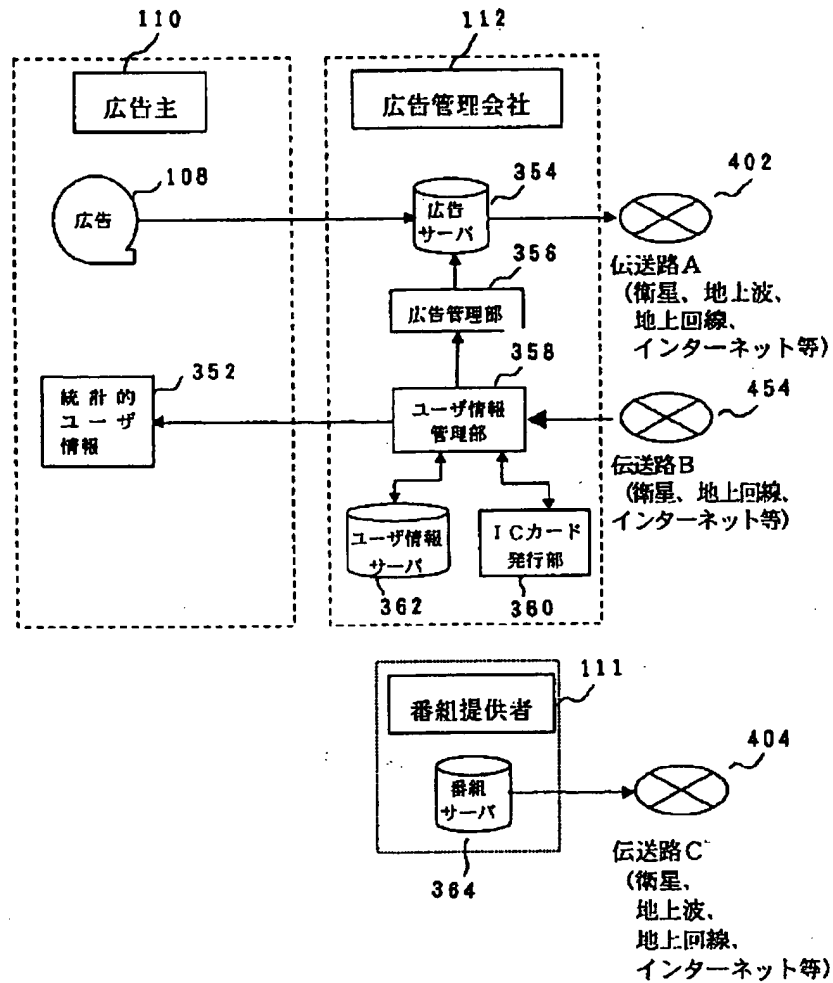 110
112
広告主
広告管理会社
108
広告
354
広告
サーバ
402
伝送路A
(衛星、地上波、
地上回線、
インターネット等)
356
広告管理部
358
352
統計的
ユーザ
情報
ユーザ情報
管理部
454
伝送路B
(衛星、地上回線、
インターネット等)
ユーザ情報
サーバ
362
ICカード
発行部
360
111
番組提供者
404
番組
サーバ
364
伝送路C
(衛星、
地上波、
地上回線、
インターネット等)